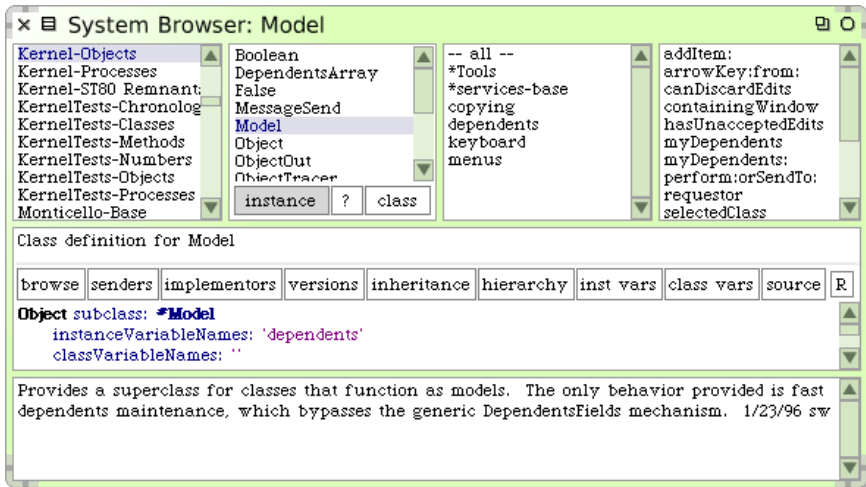 System Browser: Model
Kernel-Objects
Kernel-Processes
Kernel-ST80 Remnant
KernelTests-Chronolog
KernelTests-Classes
KernelTests-Methods
KernelTests-Numbers
KernelTests-Objects
KernelTests-Processes
Monticello-Base
Boolean
DependentsArray
False
MessageSend
Model
Object
ObjectOut
ObjectTracer
instance ? class
-- all --
*Tools
*services-base
copying
dependents
keyboard
menus
addItem:
arrowKey:from:
canDiscardEdits
containingWindow
hasUnacceptedEdits
myDependents
myDependents:
perform:orSendTo:
requestor
selectedClass
Class definition for Model
browse senders implementors versions inheritance hierarchy inst vars class vars source R
Object subclass: #Model
instanceVariableNames: 'dependents'
classVariableNames: ''
Provides a superclass for classes that function as models.  The only behavior provided is fast
dependents maintenance, which bypasses the generic DependentsFields mechanism.  1/23/96 sw